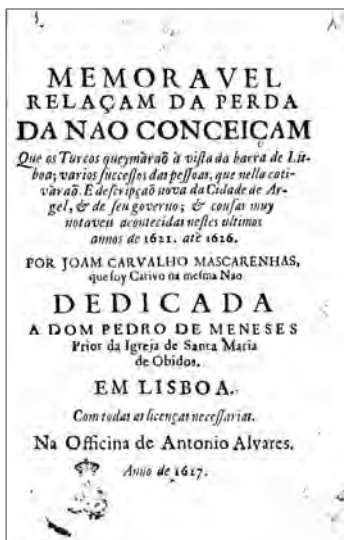 MEMORAVEL
RELAÇAM DA PERDA
DA NAO CONCEIÇAM
Que os Turcos queymàraõ à viſta da barra de Liſ-
boa; varios ſucceſſos das peſſoas, que nella cati-
vàraõ. E deſcripçaõ nova da Cidade de Ar-
gel, & de ſeu governo; & couſas muy
notaveis acontecidas neſtes ultimos
annos de 1621. atè 1626.
POR JOAM CARVALHO MASCARENHAS,
que foy Cativo na meſma Nao
DEDICADA
A DOM PEDRO DE MENESES
Prior da Igreja de Santa Maria
de Obidos.
EM LISBOA.
Com todas as licenças neceſſarias.
Na Officina de Antonio Alvares.
Anno de 1627.